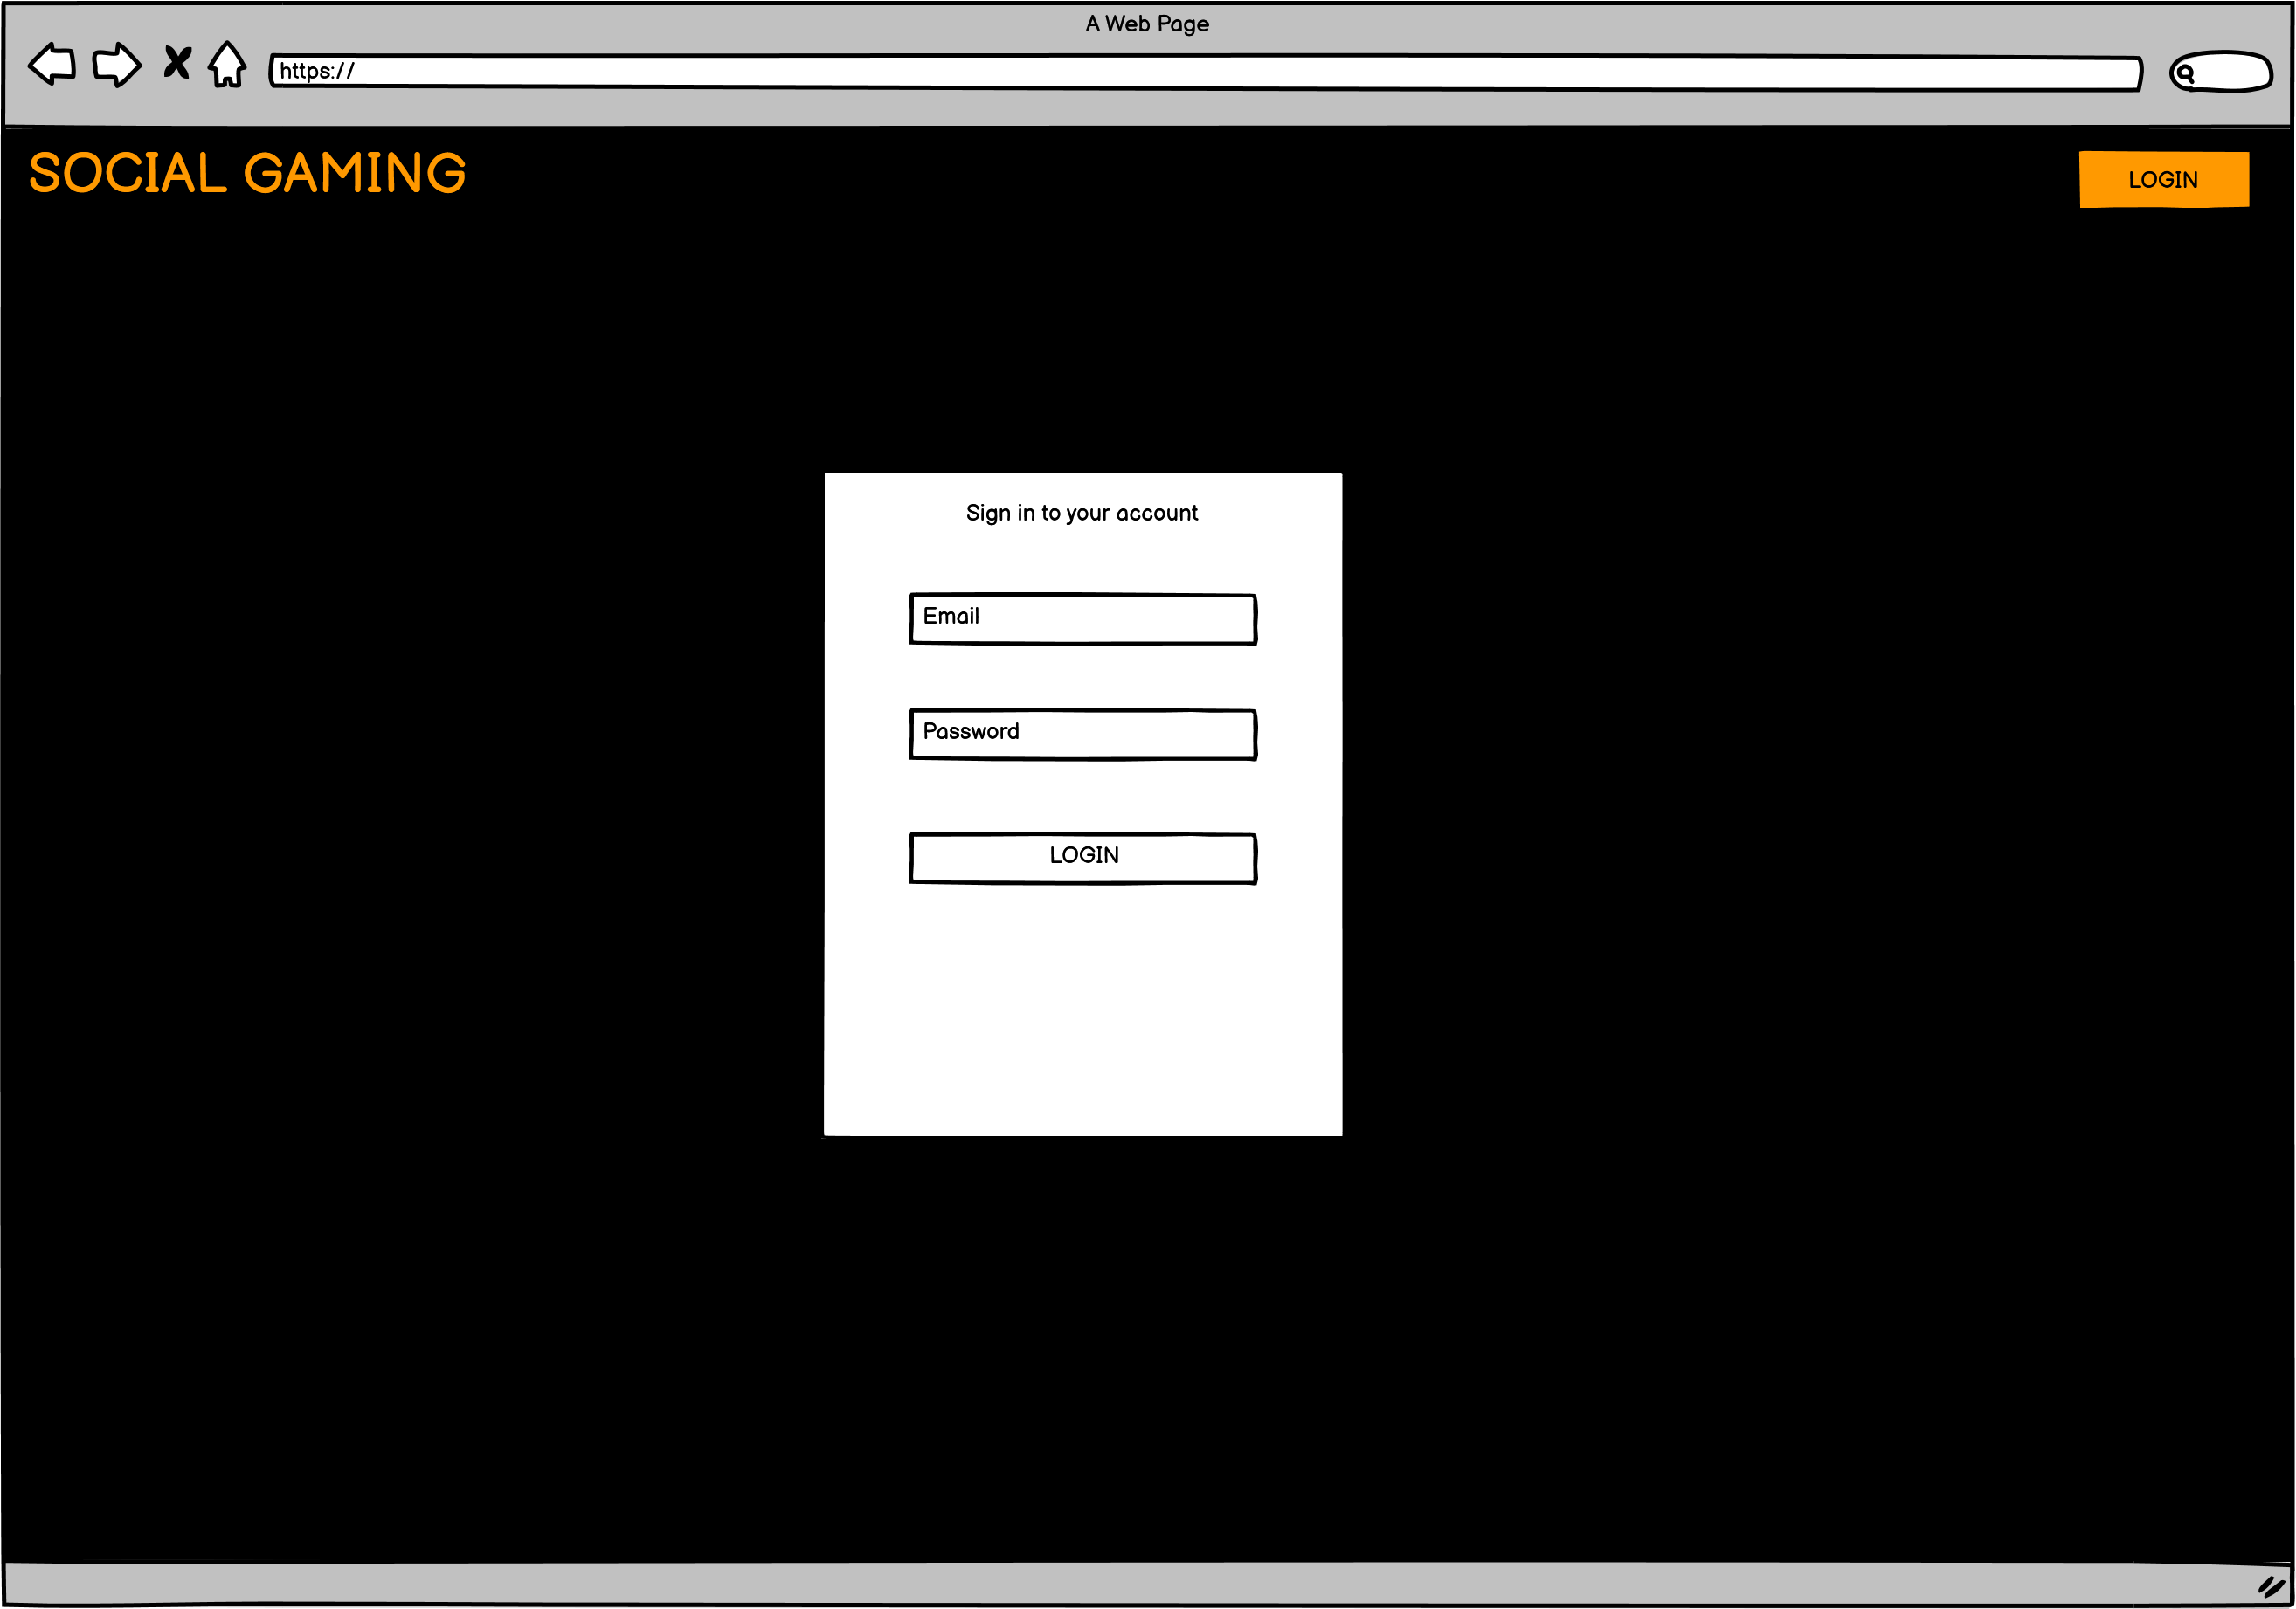 A Web Page
https://
SOCIAL GAMING
LOGIN
Sign in to your account
Email
Password
LOGIN